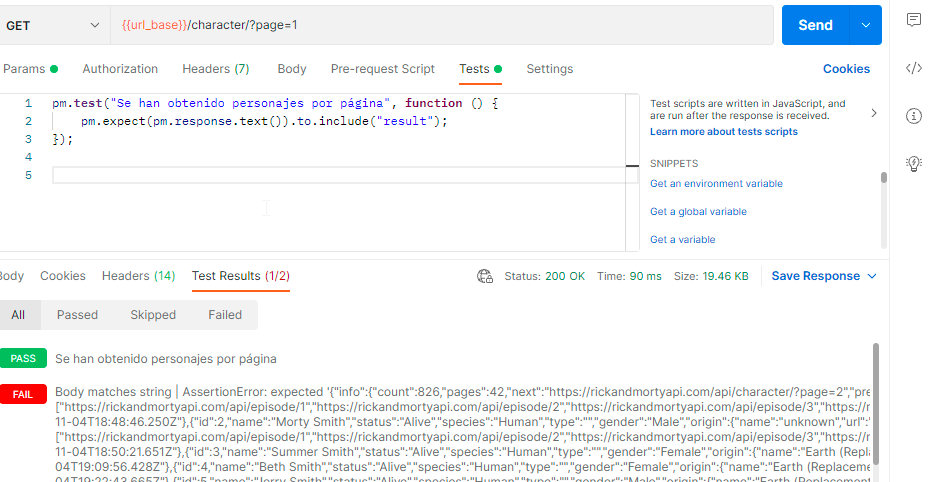 GET
{{url_base}}/character/?page=1
Send
Params
Authorization
Headers (7)
Body
Pre-request Script
Tests
Settings
Cookies
1 pm.test("Se han obtenido personajes por página", function () {
2 pm.expect(pm.response.text()).to.include("result");
3 });
4
5
Test scripts are written in JavaScript, and
are run after the response is received.
Learn more about tests scripts
SNIPPETS
Get an environment variable
Get a global variable
Get a variable
Body
Cookies
Headers (14)
Test Results (1/2)
Status: 200 OK
Time: 90 ms
Size: 19.46 KB
Save Response
All
Passed
Skipped
Failed
PASS
Se han obtenido personajes por página
FAIL
Body matches string | AssertionError: expected '{"info":{"count":826,"pages":42,"next":"https://rickandmortyapi.com/api/character/?page=2","pre
["https://rickandmortyapi.com/api/episode/1","https://rickandmortyapi.com/api/episode/2","https://rickandmortyapi.com/api/episode/3","https://r
11-04T18:48:46.250Z"},{"id":2,"name":"Morty Smith","status":"Alive","species":"Human","type":"","gender":"Male","origin":{"name":"unknown","url":"
["https://rickandmortyapi.com/api/episode/1","https://rickandmortyapi.com/api/episode/2","https://rickandmortyapi.com/api/episode/3","https://r
11-04T18:50:21.651Z"},{"id":3,"name":"Summer Smith","status":"Alive","species":"Human","type":"","gender":"Female","origin":{"name":"Earth (Repl
04T19:09:56.428Z"},{"id":4,"name":"Beth Smith","status":"Alive","species":"Human","type":"","gender":"Female","origin":{"name":"Earth (Replaceme
04T19:22:43.665Z"},{"id":5,"name":"Jerry Smith","status":"Alive","species":"Human","type":"","gender":"Male","origin":{"name":"Earth (Replacemen